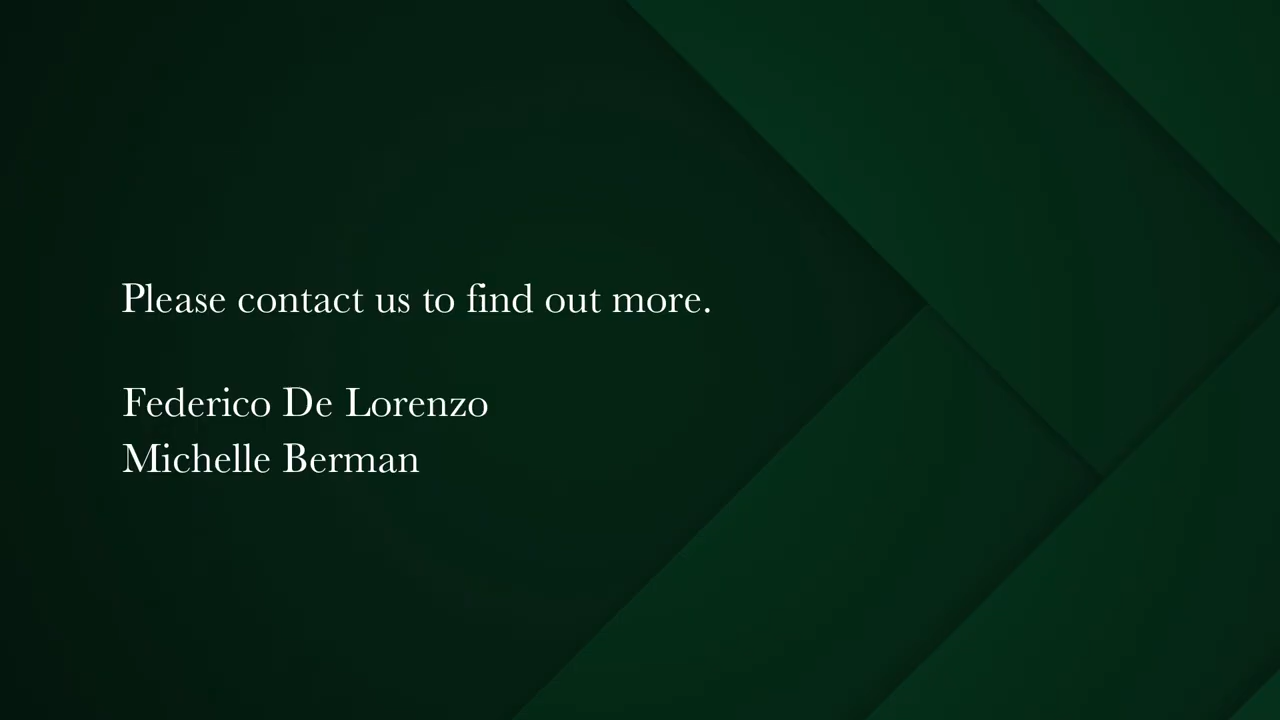 Please contact us to find out more.
Federico De Lorenzo
Michelle Berman